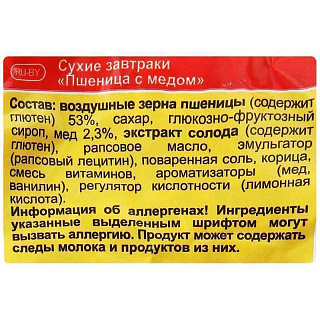 RU-BY
Сухие завтраки
«Пшеница с медом»
Состав: воздушные зерна пшеницы (содержит
глютен) 53%, сахар, глюкозно-фруктозный
сироп, мед 2,3%, экстракт солода (содержит
глютен), рапсовое масло, эмульгатор
(рапсовый лецитин), поваренная соль, корица,
смесь витаминов, ароматизаторы (мед,
ванилин), регулятор кислотности (лимонная
кислота).
Информация об аллергенах! Ингредиенты
указанные выделенным шрифтом могут
вызвать аллергию. Продукт может содержать
следы молока и продуктов из них.